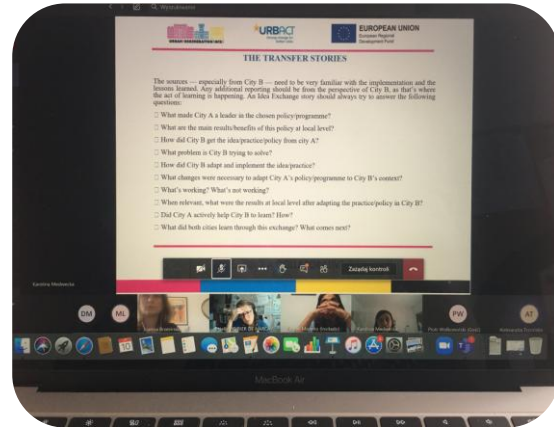 Wyszukiwanie
URBACT
EUROPEAN UNION
European Regional
Development Fund
THE TRANSFER STORIES
The sources — especially from City B — need to be very familiar with the implementation and the
lessons learned. Any additional reporting should be from the perspective of City B, as that's where
the act of learning is happening. An Idea Exchange story should always try to answer the following
questions:
What made City A a leader in the chosen policy/programme?
What are the main results/benefits of this policy at local level?
How did City B get the idea/practice/policy from city A?
What problem is City B trying to solve?
How did City B adapt and implement the idea/practice?
What changes were necessary to adapt City A's policy/programme to City B's context?
What's working? What's not working?
When relevant, what were the results at local level after adapting the practice/policy in City B?
Did City A actively help City B to learn? How?
What did both cities learn through this exchange? What comes next?
Zażądaj kontroli
DM
ML
PW
AT
MacBook Air